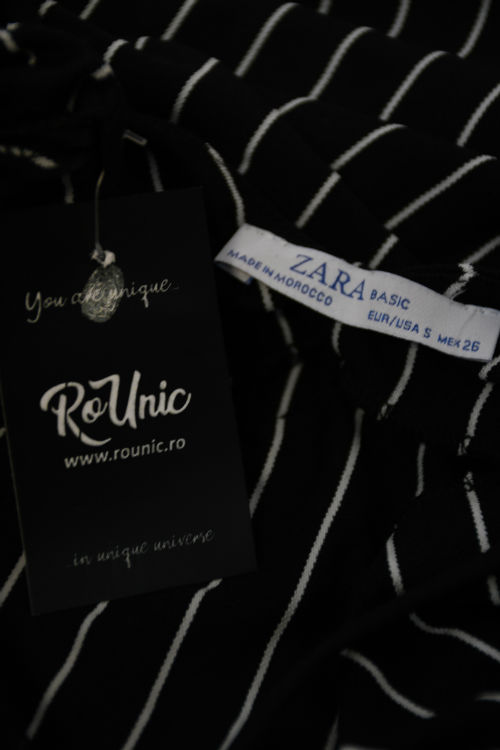 ZARA BASIC
MADE IN MOROCCO
EUR/USA S MEX 26
You are unique...
RoUnic
www.rounic.ro
...in unique universe